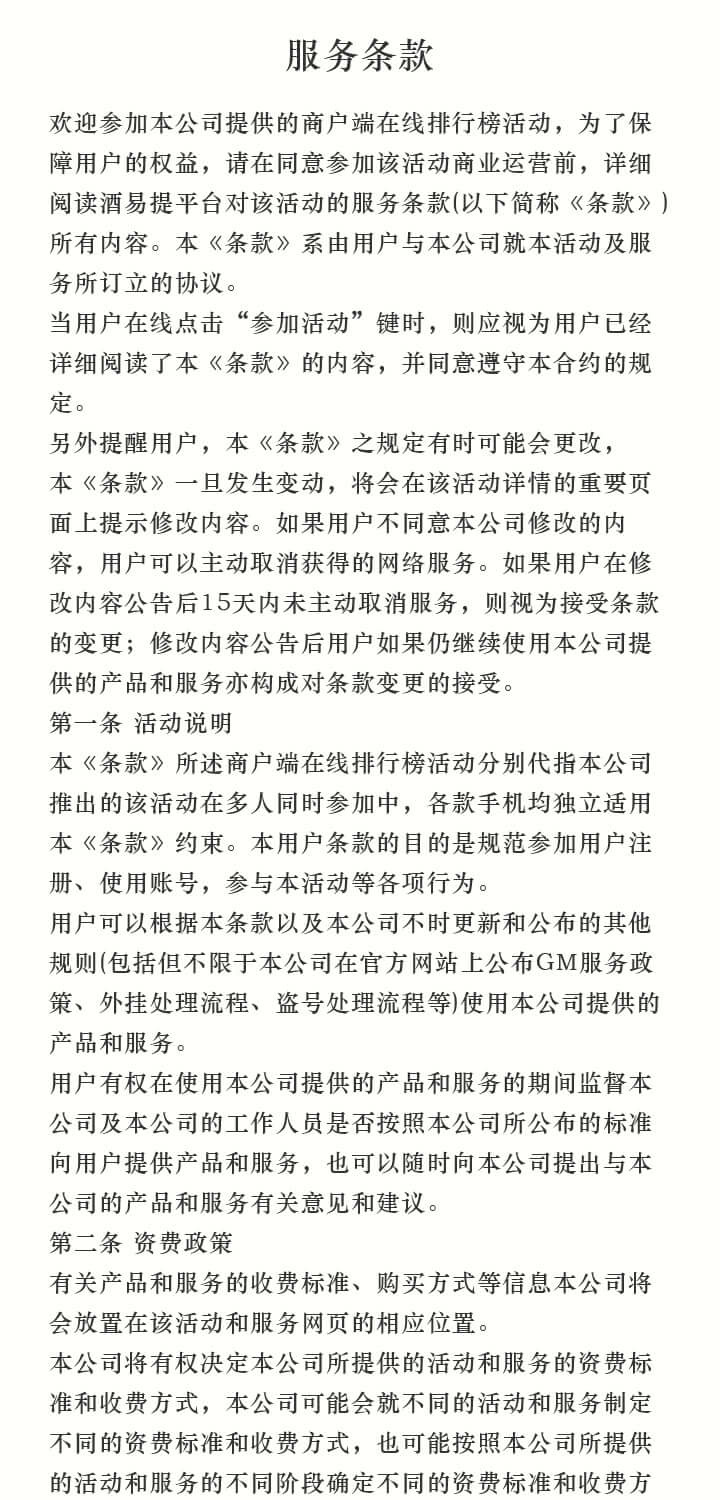 服务条款
欢迎参加本公司提供的商户端在线排行榜活动，为了保
障用户的权益，请在同意参加该活动商业运营前，详细
阅读酒易提平台对该活动的服务条款(以下简称《条款》)
所有内容。本《条款》系由用户与本公司就本活动及服
务所订立的协议。
当用户在线点击“参加活动”键时，则应视为用户已经
详细阅读了本《条款》的内容，并同意遵守本合约的规
定。
另外提醒用户，本《条款》之规定有时可能会更改，
本《条款》一旦发生变动，将会在该活动详情的重要页
面上提示修改内容。如果用户不同意本公司修改的内
容，用户可以主动取消获得的网络服务。如果用户在修
改内容公告后15天内未主动取消服务，则视为接受条款
的变更；修改内容公告后用户如果仍继续使用本公司提
供的产品和服务亦构成对条款变更的接受。
第一条 活动说明
本《条款》所述商户端在线排行榜活动分别代指本公司
推出的该活动在多人同时参加中，各款手机均独立适用
本《条款》约束。本用户条款的目的是规范参加用户注
册、使用账号，参与本活动等各项行为。
用户可以根据本条款以及本公司不时更新和公布的其他
规则(包括但不限于本公司在官方网站上公布GM服务政
策、外挂处理流程、盗号处理流程等)使用本公司提供的
产品和服务。
用户有权在使用本公司提供的产品和服务的期间监督本
公司及本公司的工作人员是否按照本公司所公布的标准
向用户提供产品和服务，也可以随时向本公司提出与本
公司的产品和服务有关意见和建议。
第二条 资费政策
有关产品和服务的收费标准、购买方式等信息本公司将
会放置在该活动和服务网页的相应位置。
本公司将有权决定本公司所提供的活动和服务的资费标
准和收费方式，本公司可能会就不同的活动和服务制定
不同的资费标准和收费方式，也可能按照本公司所提供
的活动和服务的不同阶段确定不同的资费标准和收费方